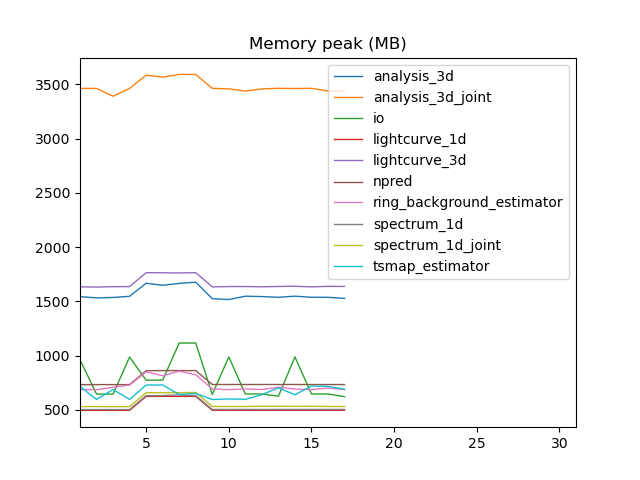 Memory peak (MB)
3500
3000
2500
2000
1500
1000
500
5
10
15
20
25
30
analysis_3d
analysis_3d_joint
io
lightcurve_1d
lightcurve_3d
npred
ring_background_estimator
spectrum_1d
spectrum_1d_joint
tsmap_estimator